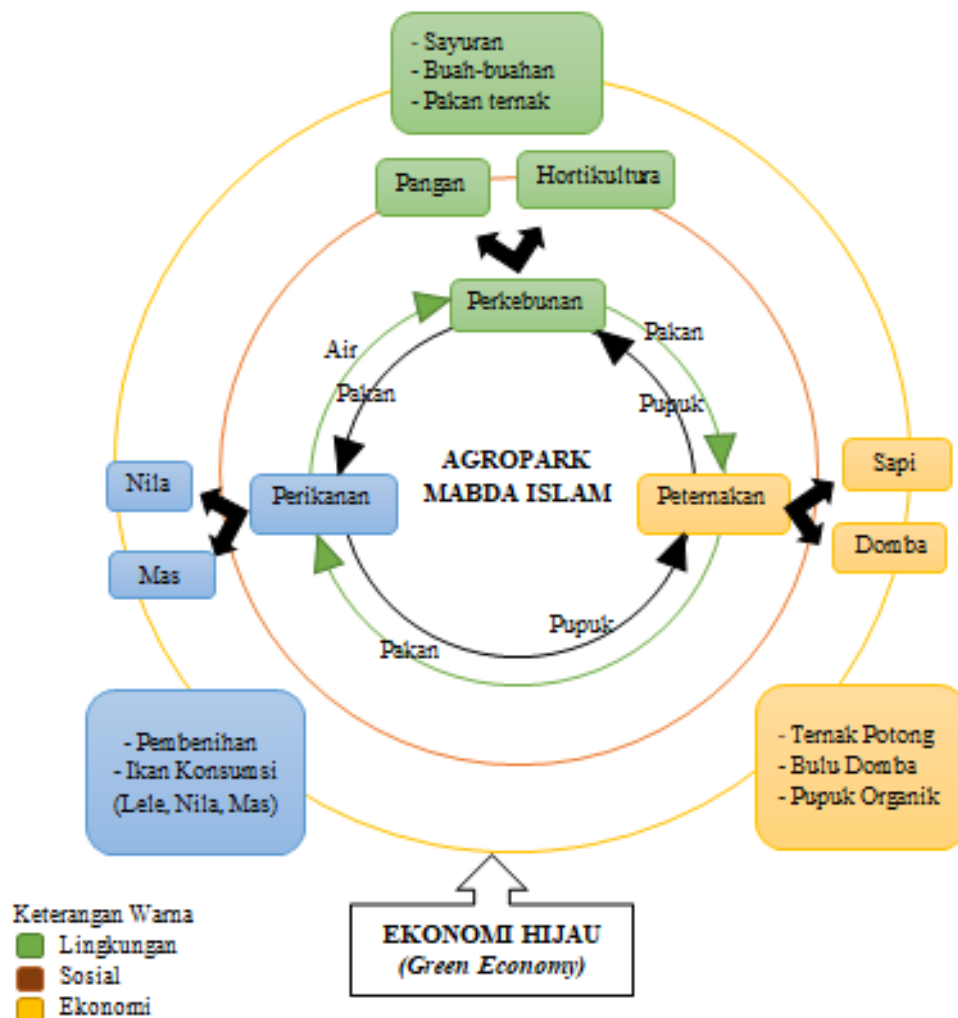 - Sayuran
- Buah-buahan
- Pakan ternak
Pangan
Hortikultura
Perkebunan
Air
Pakan
Pakan
Pupuk
AGROPARK
MABDA ISLAM
Nila
Perikanan
Peternakan
Sapi
Mas
Domba
Pakan
Pupuk
- Pembenihan
- Ikan Konsumsi
(Lele, Nila, Mas)
- Ternak Potong
- Bulu Domba
- Pupuk Organik
EKONOMI HIJAU
(Green Economy)
Keterangan Warna
Lingkungan
Sosial
Ekonomi